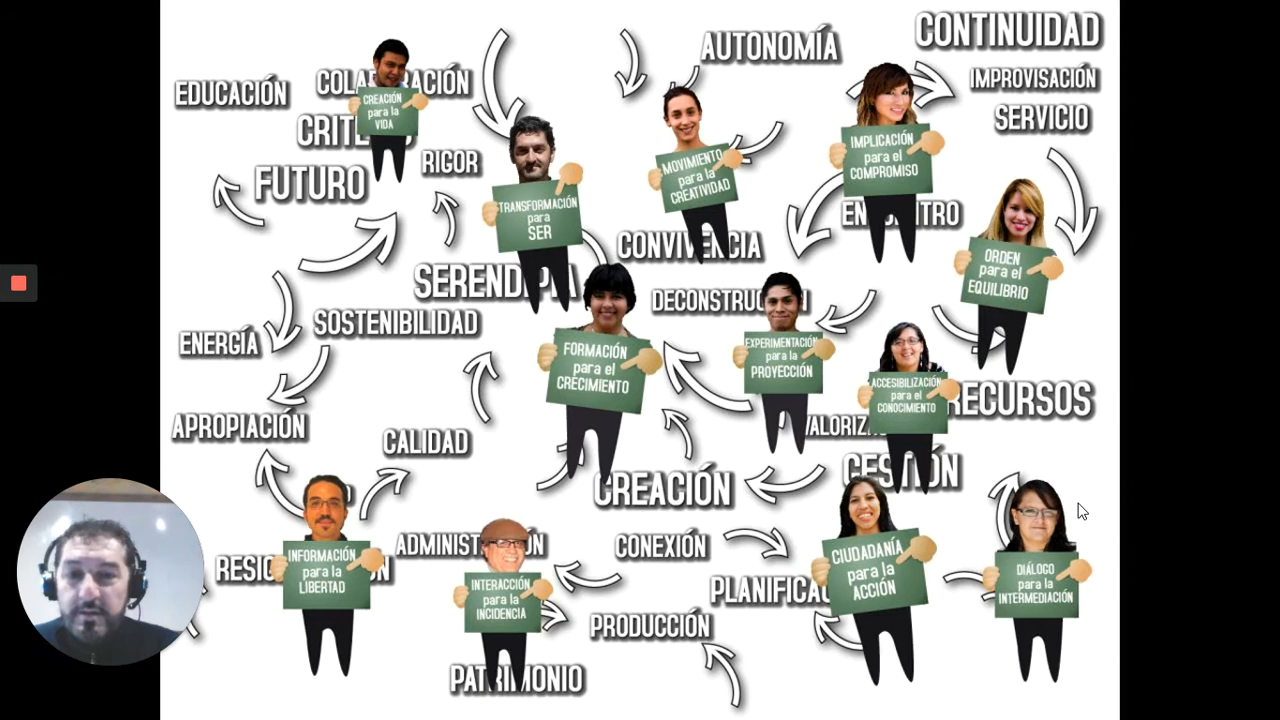 CONTINUIDAD
AUTONOMÍA
IMPROVISACIÓN
EDUCACIÓN
SERVICIO
CREACIÓN
para la
VIDA
RIGOR
FUTURO
MOVIMIENTO
para la
CREATIVIDAD
IMPLICACIÓN
para el
COMPROMISO
TRANSFORMACIÓN
para
SER
ORDEN
para el
EQUILIBRIO
SOSTENIBILIDAD
ENERGÍA
FORMACIÓN
para el
CRECIMIENTO
EXPERIMENTACIÓN
para la
PROYECCIÓN
ACCESIBILIZACIÓN
para el
CONOCIMIENTO
RECURSOS
APROPIACIÓN
CALIDAD
CREACIÓN
CONEXIÓN
INFORMACIÓN
para la
LIBERTAD
INTERACCIÓN
para la
INCIDENCIA
CIUDADANÍA
para la
ACCIÓN
DIÁLOGO
para la
INTERMEDIACIÓN
PRODUCCIÓN